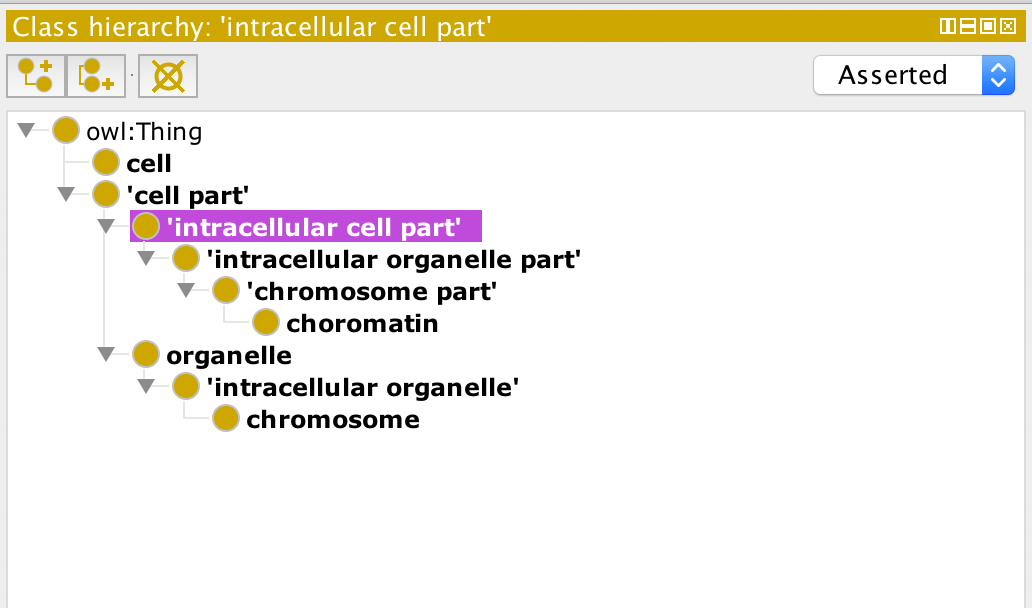 Class hierarchy: 'intracellular cell part'
Asserted
owl:Thing
cell
'cell part'
'intracellular cell part'
'intracellular organelle part'
'chromosome part'
choromatin
organelle
'intracellular organelle'
chromosome